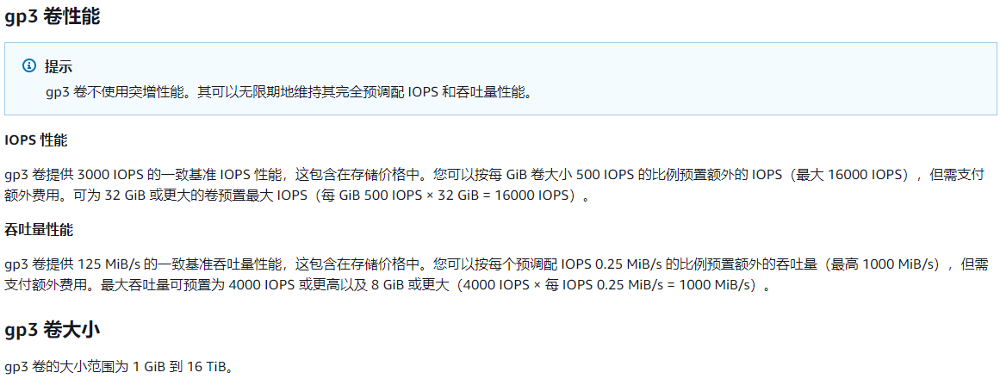 gp3 卷性能
提示
gp3 卷不使用突增性能。其可以无限期地维持其完全预调配 IOPS 和吞吐量性能。
IOPS 性能
gp3 卷提供 3000 IOPS 的一致基准 IOPS 性能，这包含在存储价格中。您可以按每 GiB 卷大小 500 IOPS 的比例预置额外的 IOPS（最大 16000 IOPS），但需支付
额外费用。可为 32 GiB 或更大的卷预置最大 IOPS（每 GiB 500 IOPS × 32 GiB = 16000 IOPS）。
吞吐量性能
gp3 卷提供 125 MiB/s 的一致基准吞吐量性能，这包含在存储价格中。您可以按每个预调配 IOPS 0.25 MiB/s 的比例预置额外的吞吐量（最高 1000 MiB/s），但需
支付额外费用。最大吞吐量可预置为 4000 IOPS 或更高以及 8 GiB 或更大（4000 IOPS × 每 IOPS 0.25 MiB/s = 1000 MiB/s）。
gp3 卷大小
gp3 卷的大小范围为 1 GiB 到 16 TiB。